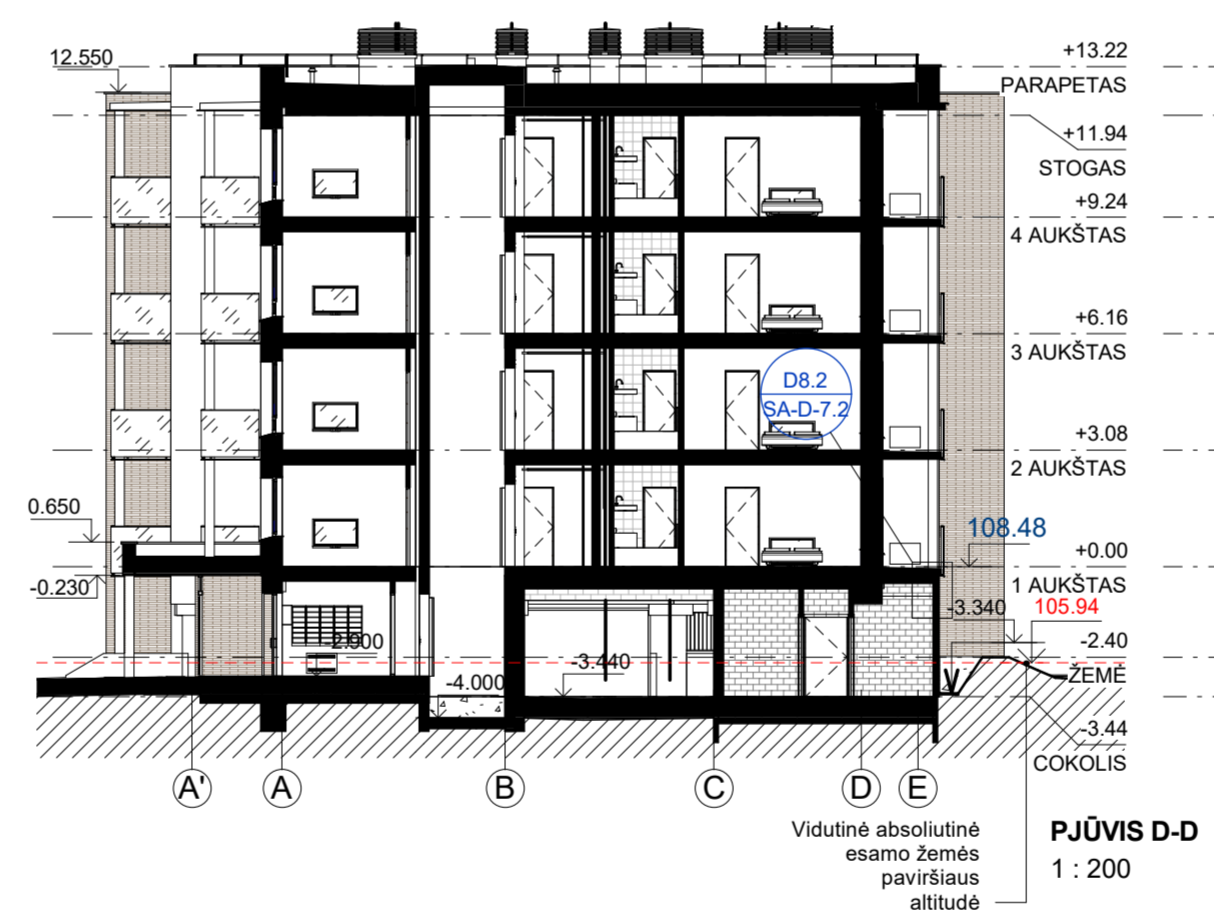 12.550
+13.22
PARAPETAS
+11.94
STOGAS
+9.24
4 AUKŠTAS
+6.16
3 AUKŠTAS
D8.2
SA-D-7.2
+3.08
2 AUKŠTAS
0.650
108.48
+0.00
1 AUKŠTAS
-0.230
-3.340
105.94
-2.900
-2.40
ŽEMĖ
-3.440
-4.000
-3.44
COKOLIS
A' A B C D E
Vidutinė absoliutinė
esamo žemės
paviršiaus
altitudė
PJŪVIS D-D
1 : 200